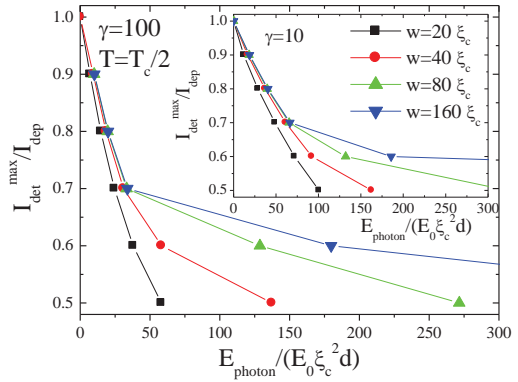 γ=100
T=T_c/2
I_det^max/I_dep
1.0
0.9
0.8
0.7
0.6
0.5
0 50 100 150 200 250 300
E_photon/(E_0ξ_c^2d)
γ=10
w=20 ξ_c
w=40 ξ_c
w=80 ξ_c
w=160 ξ_c
I_det^max/I_dep
1.0
0.9
0.8
0.7
0.6
0.5
0 50 100 150 200 250 300
E_photon/(E_0ξ_c^2d)